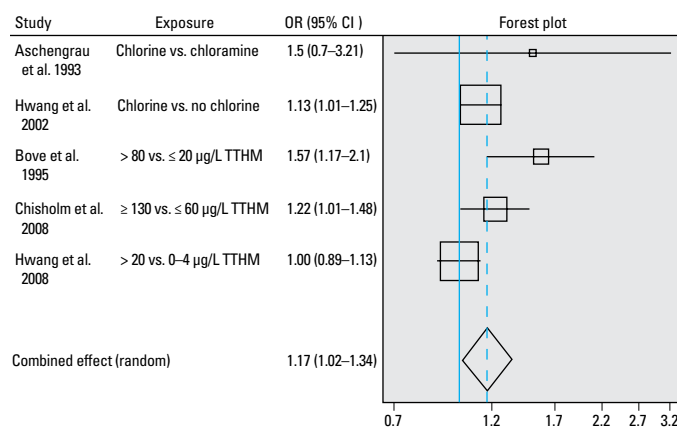 Study Exposure OR (95% CI ) Forest plot
Aschengrau Chlorine vs. chloramine 1.5 (0.7–3.21)
et al. 1993
Hwang et al. Chlorine vs. no chlorine 1.13 (1.01–1.25)
2002
Bove et al. > 80 vs. ≤ 20 µg/L TTHM 1.57 (1.17–2.1)
1995
Chisholm et al. ≥ 130 vs. ≤ 60 µg/L TTHM 1.22 (1.01–1.48)
2008
Hwang et al. > 20 vs. 0–4 µg/L TTHM 1.00 (0.89–1.13)
2008
Combined effect (random) 1.17 (1.02–1.34)
0.7 1.2 1.7 2.2 2.7 3.2